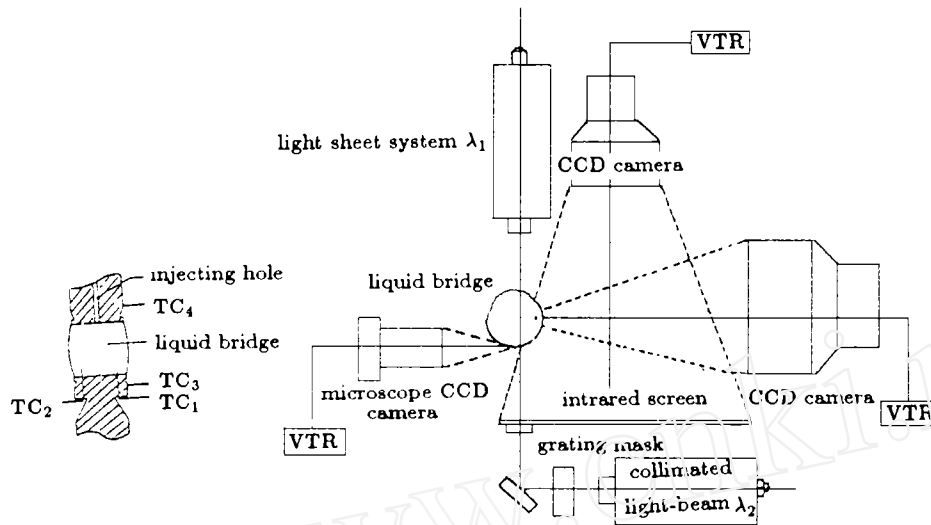 VTR
light sheet system λ₁
CCD camera
injecting hole
TC₄
liquid bridge
liquid bridge
TC₃
TC₁
TC₂
microscope CCD
camera
VTR
intrared screen
CCD camera
VTR
grating mask
collimated
light-beam λ₂